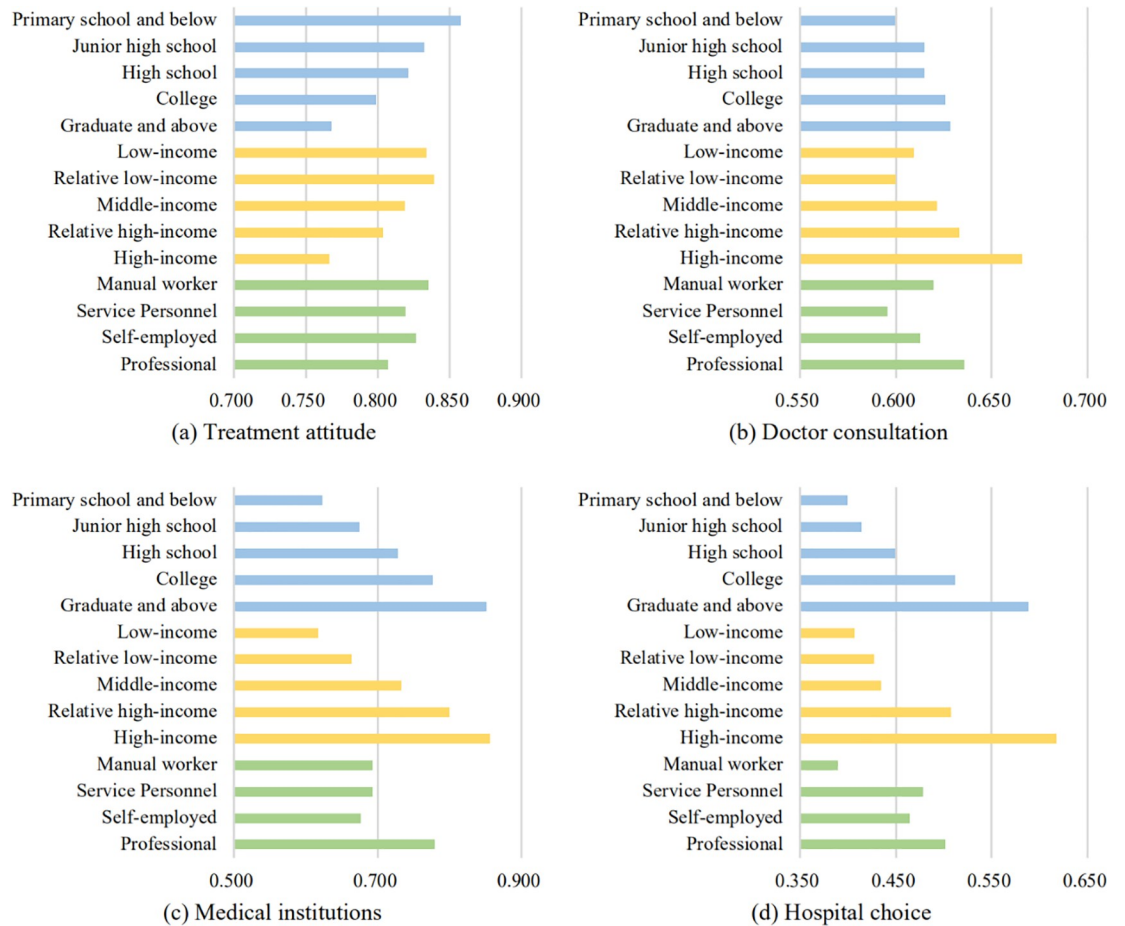 Primary school and below
Junior high school
High school
College
Graduate and above
Low-income
Relative low-income
Middle-income
Relative high-income
High-income
Manual worker
Service Personnel
Self-employed
Professional
0.700 0.750 0.800 0.850 0.900
(a) Treatment attitude
Primary school and below
Junior high school
High school
College
Graduate and above
Low-income
Relative low-income
Middle-income
Relative high-income
High-income
Manual worker
Service Personnel
Self-employed
Professional
0.550 0.600 0.650 0.700
(b) Doctor consultation
Primary school and below
Junior high school
High school
College
Graduate and above
Low-income
Relative low-income
Middle-income
Relative high-income
High-income
Manual worker
Service Personnel
Self-employed
Professional
0.500 0.700 0.900
(c) Medical institutions
Primary school and below
Junior high school
High school
College
Graduate and above
Low-income
Relative low-income
Middle-income
Relative high-income
High-income
Manual worker
Service Personnel
Self-employed
Professional
0.350 0.450 0.550 0.650
(d) Hospital choice